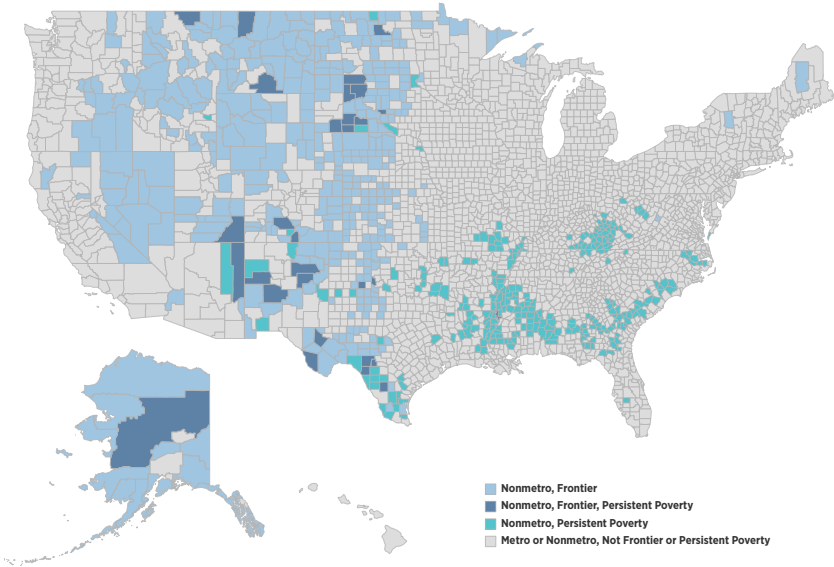 Nonmetro, Frontier
Nonmetro, Frontier, Persistent Poverty
Nonmetro, Persistent Poverty
Metro or Nonmetro, Not Frontier or Persistent Poverty